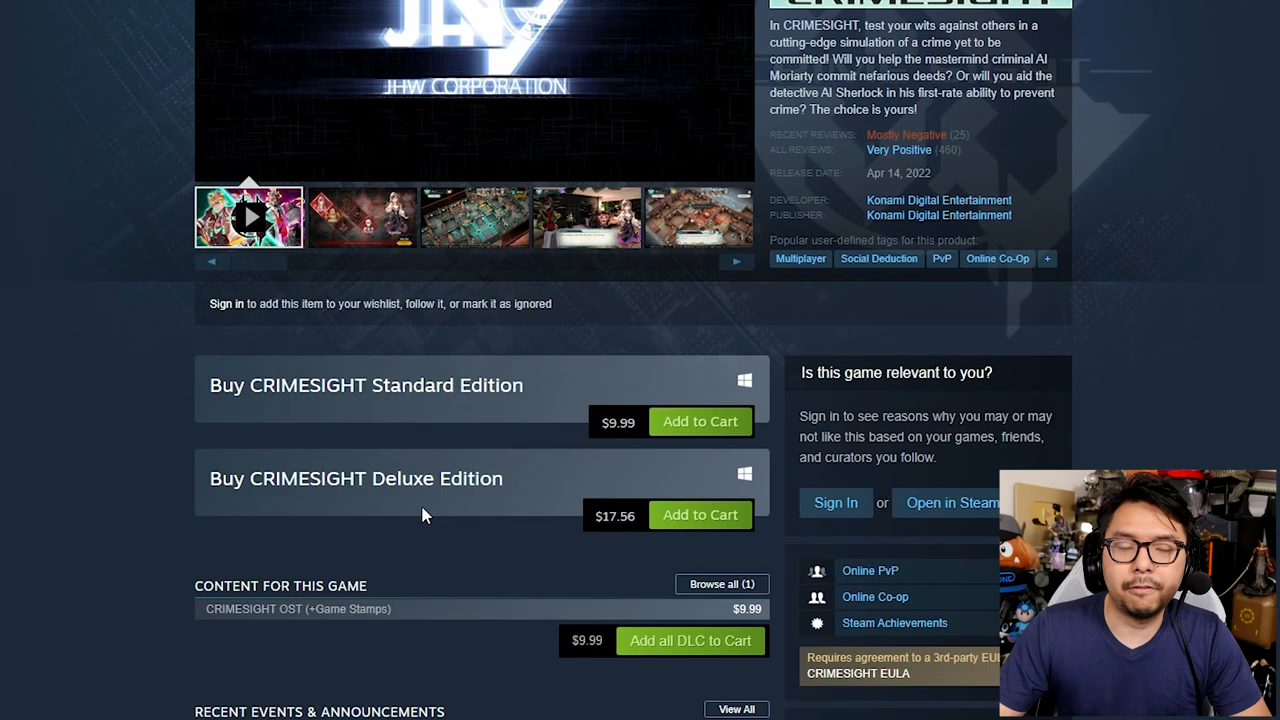 CRIMESIGHT
JHW CORPORATION
In CRIMESIGHT, test your wits against others in a
cutting-edge simulation of a crime yet to be
committed! Will you help the mastermind criminal AI
Moriarty commit nefarious deeds? Or will you aid the
detective AI Sherlock in his first-rate ability to prevent
crime? The choice is yours!
RECENT REVIEWS: Mostly Negative (25)
ALL REVIEWS: Very Positive (460)
RELEASE DATE: Apr 14, 2022
DEVELOPER: Konami Digital Entertainment
PUBLISHER: Konami Digital Entertainment
Popular user-defined tags for this product:
Multiplayer Social Deduction PvP Online Co-Op +
Sign in to add this item to your wishlist, follow it, or mark it as ignored
Buy CRIMESIGHT Standard Edition
$9.99 Add to Cart
Buy CRIMESIGHT Deluxe Edition
$17.56 Add to Cart
CONTENT FOR THIS GAME Browse all (1)
CRIMESIGHT OST (+Game Stamps) $9.99
$9.99 Add all DLC to Cart
RECENT EVENTS & ANNOUNCEMENTS View All
Is this game relevant to you?
Sign in to see reasons why you may or may
not like this based on your games, friends,
and curators you follow.
Sign In or Open in Steam
Online PvP
Online Co-op
Steam Achievements
Requires agreement to a 3rd-party EU
CRIMESIGHT EULA